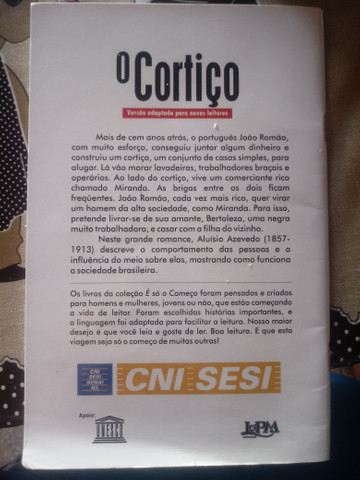 O Cortiço
Versão adaptada para novos leitores
Mais de cem anos atrás, o português João Romão,
com muito esforço, conseguiu juntar algum dinheiro e
construiu um cortiço, um conjunto de casas simples, para
alugar. Lá vão morar lavadeiras, trabalhadores braçais e
operários. Ao lado do cortiço, vive um comerciante rico
chamado Miranda. As brigas entre os dois ficam
freqüentes. João Romão, cada vez mais rico, quer virar
um homem da alta sociedade, como Miranda. Para isso,
pretende livrar-se de sua amante, Bertoleza, uma negra
muito trabalhadora, e casar com a filha do vizinho.
Neste grande romance, Aluísio Azevedo (1857-
1913) descreve o comportamento das pessoas e a
influência do meio sobre elas, mostrando como funciona
a sociedade brasileira.
Os livros da coleção É só o Começo foram pensados e criados
para homens e mulheres, jovens ou não, que estão começando
a vida de leitor. Foram escolhidas histórias importantes, e
a linguagem foi adaptada para facilitar a leitura. Nosso maior
desejo é que você leia e goste de ler. Boa leitura. E que esta
viagem seja só o começo de muitas outras!
CNI
SESI
SENAI
IEL
CNI SESI
Apoio:
L&PM